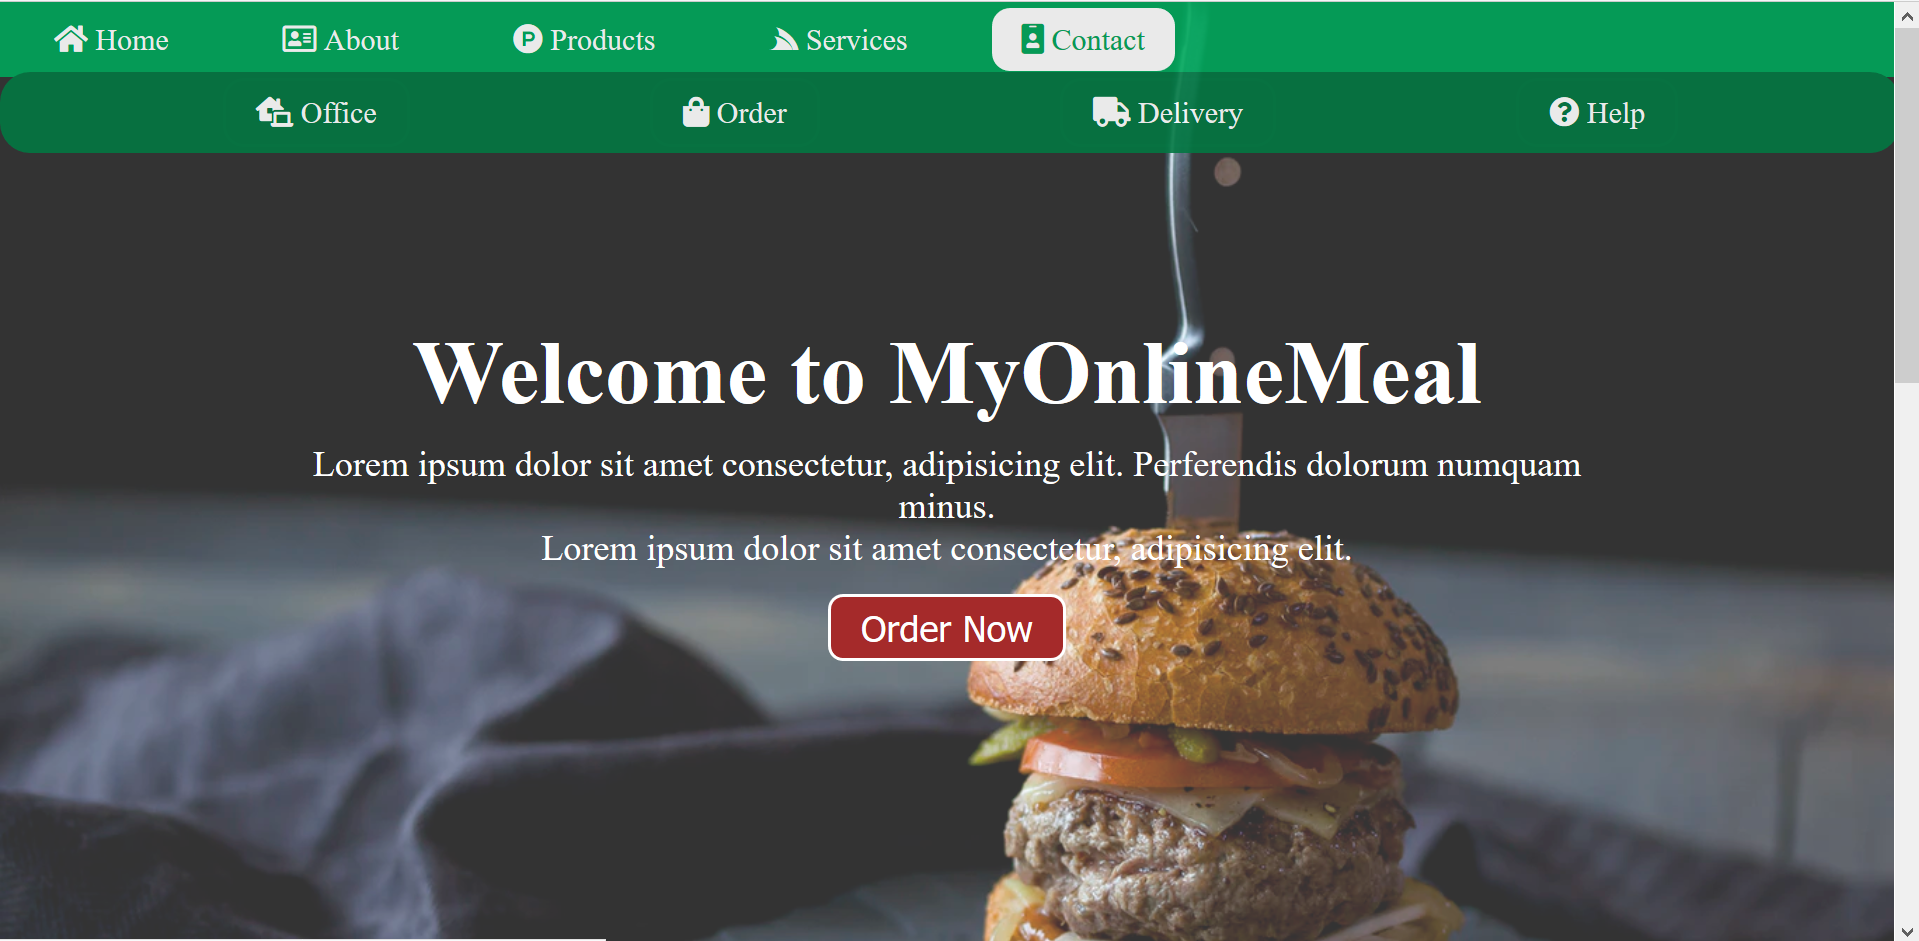 Home About Products Services Contact
Office Order Delivery Help
Welcome to MyOnlineMeal
Lorem ipsum dolor sit amet consectetur, adipisicing elit. Perferendis dolorum numquam
minus.
Lorem ipsum dolor sit amet consectetur, adipisicing elit.
Order Now